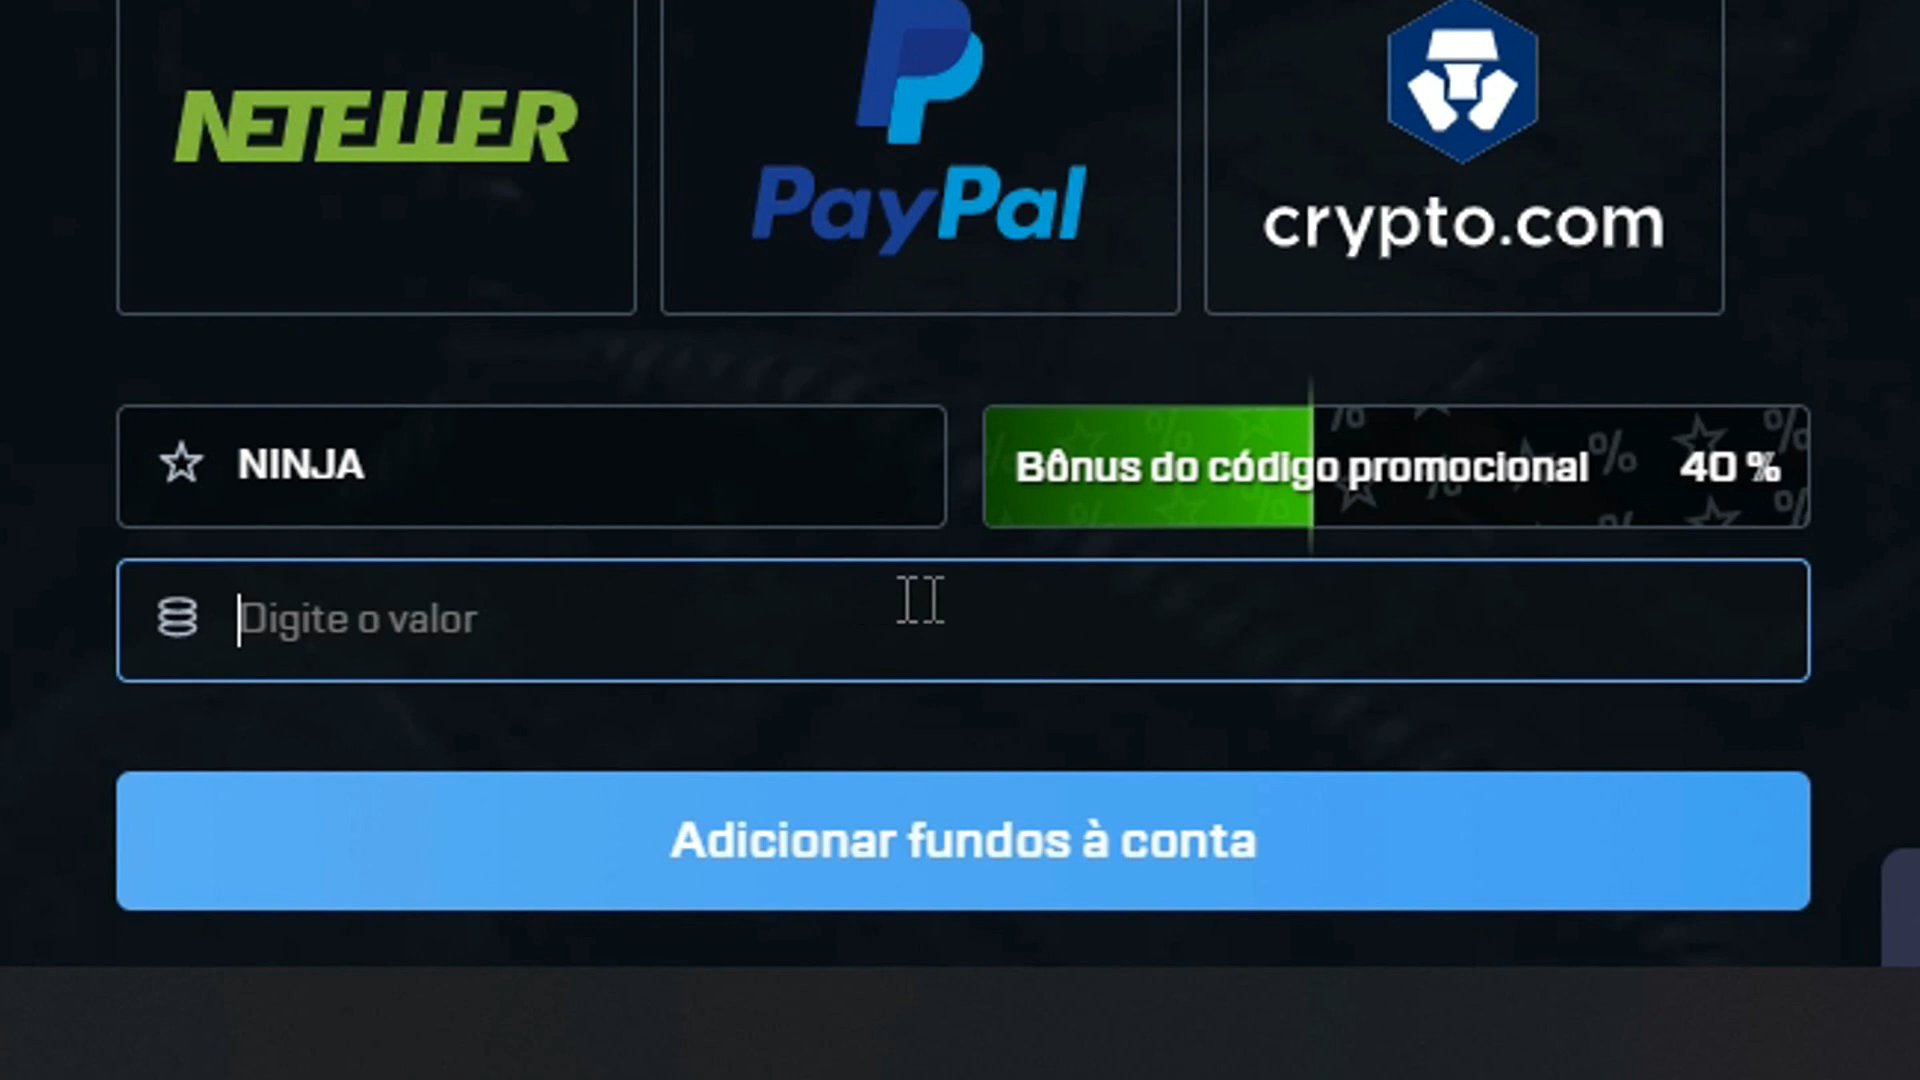 NETELLER
PayPal
crypto.com
NINJA
Bônus do código promocional 40 %
Digite o valor
Adicionar fundos à conta